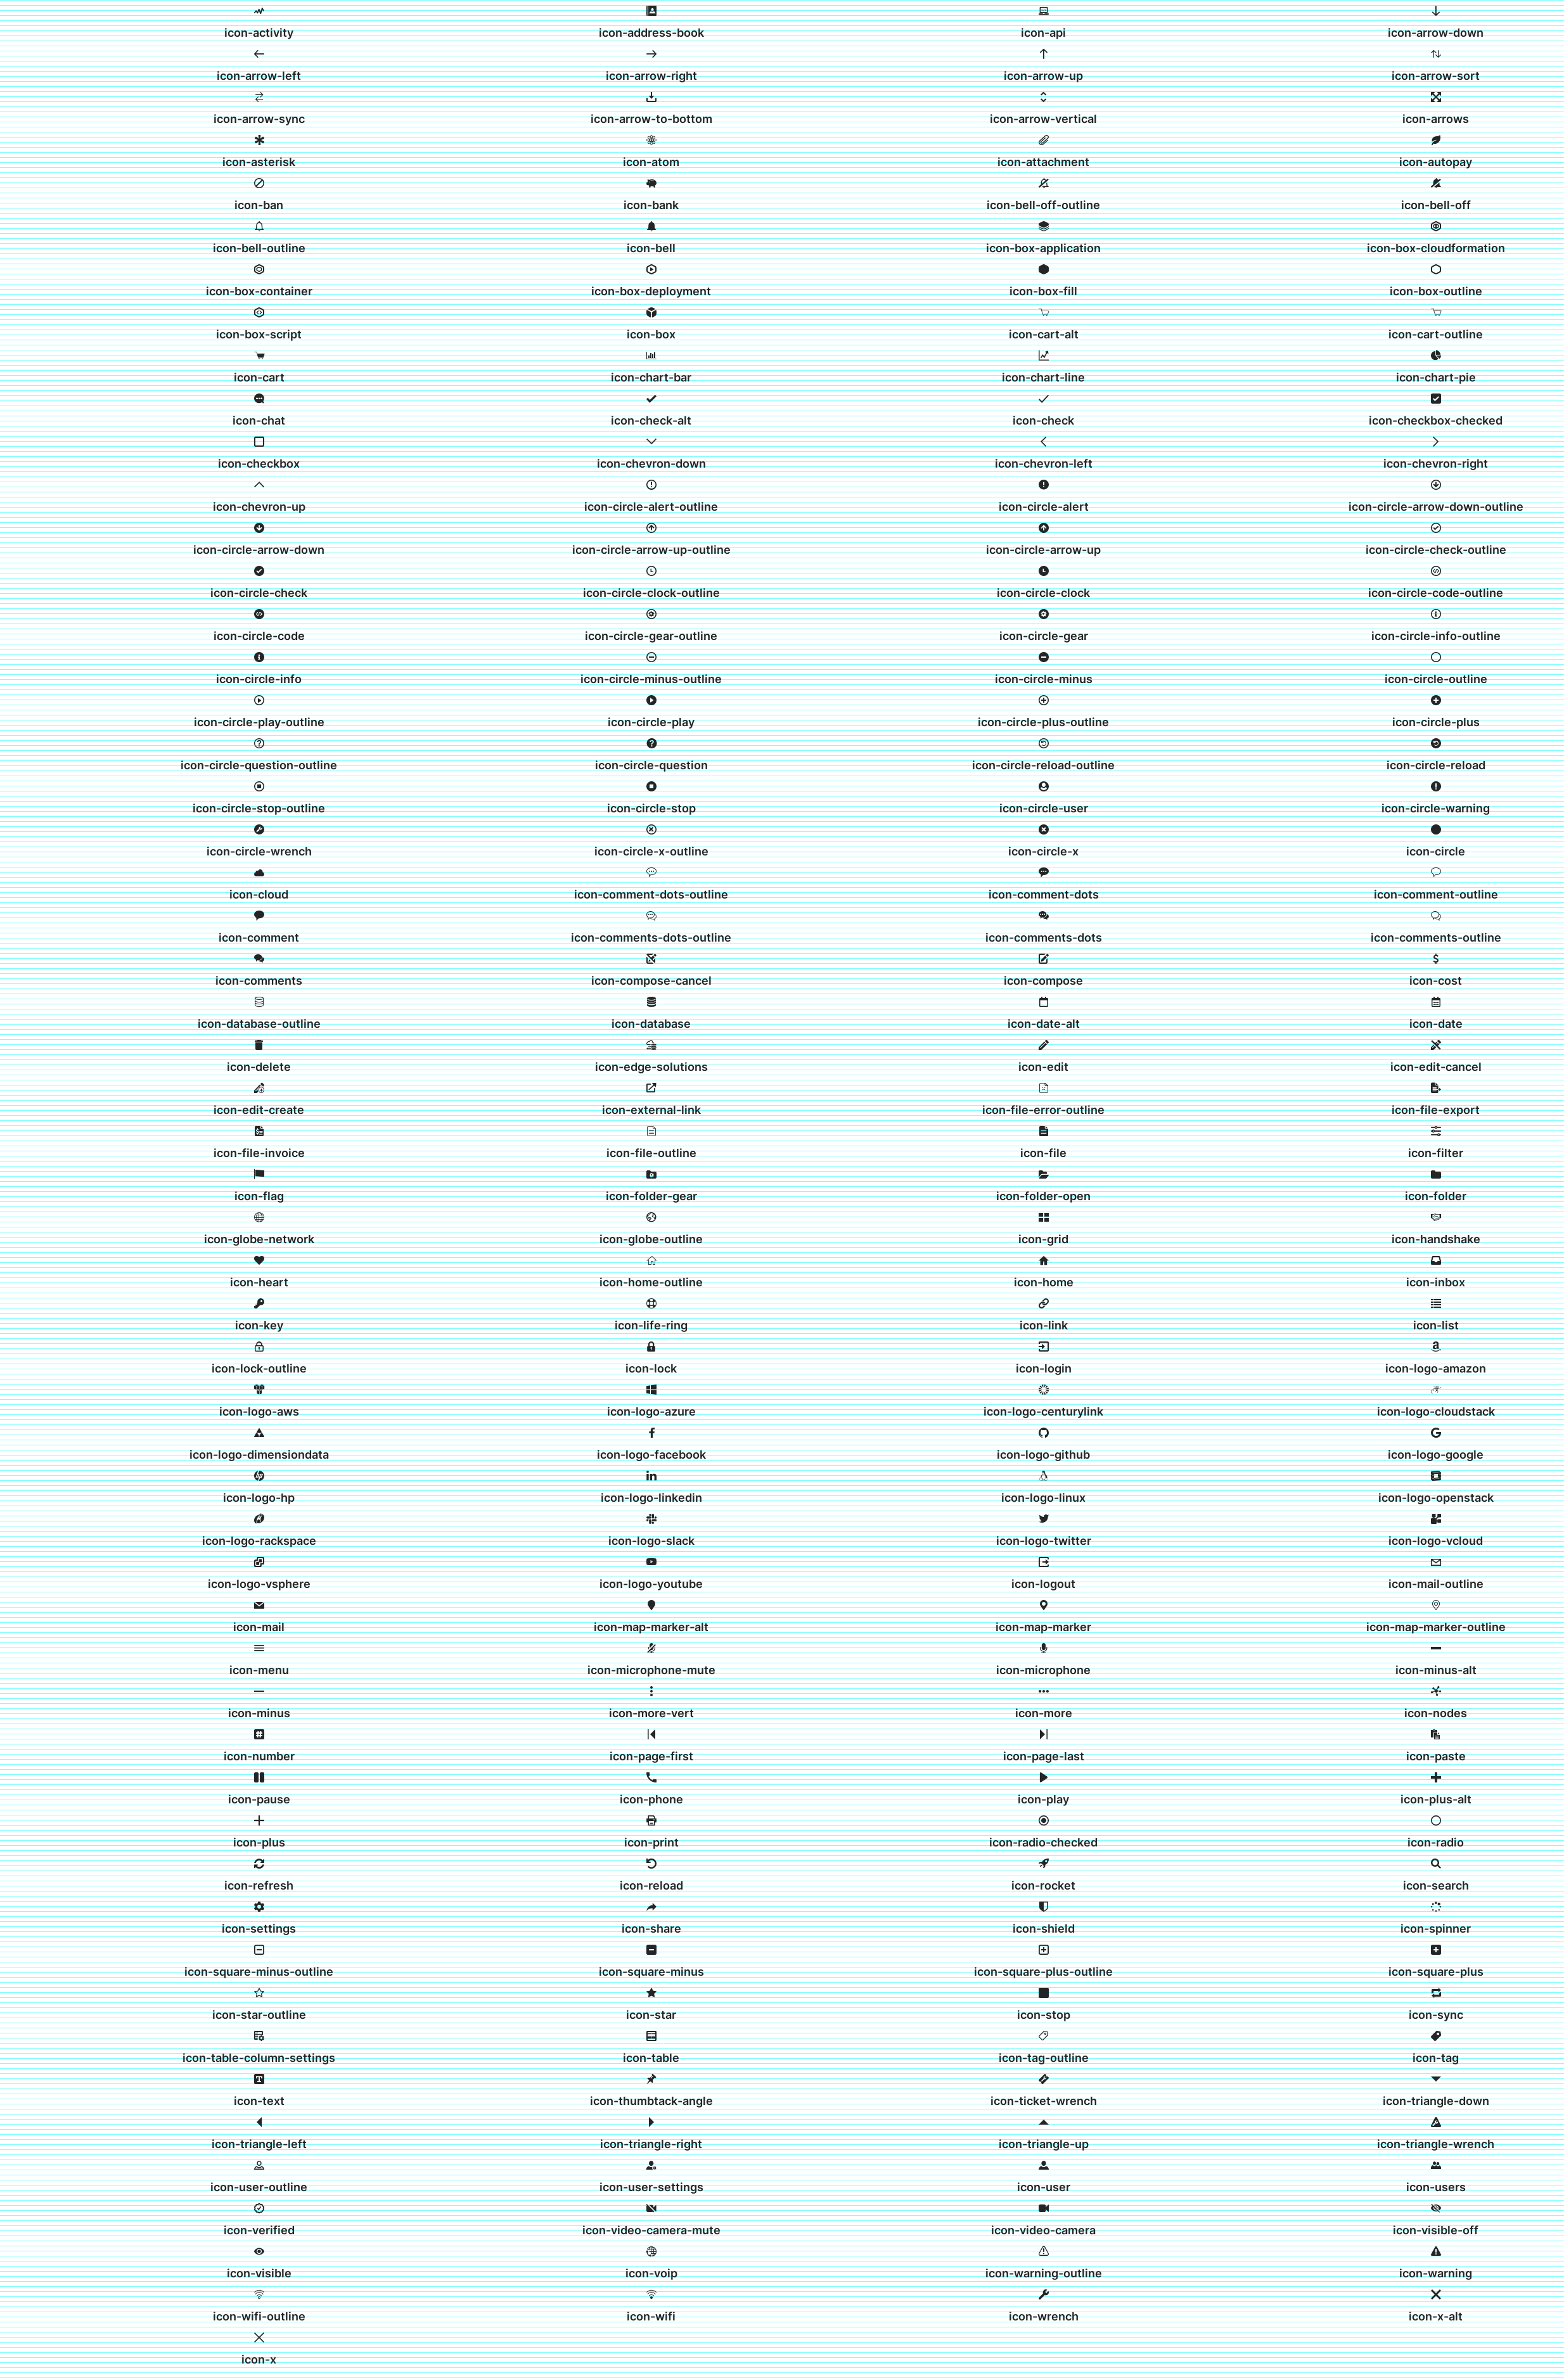 icon-activity icon-address-book icon-api icon-arrow-down
icon-arrow-left icon-arrow-right icon-arrow-up icon-arrow-sort
icon-arrow-sync icon-arrow-to-bottom icon-arrow-vertical icon-arrows
icon-asterisk icon-atom icon-attachment icon-autopay
icon-ban icon-bank icon-bell-off-outline icon-bell-off
icon-bell-outline icon-bell icon-box-application icon-box-cloudformation
icon-box-container icon-box-deployment icon-box-fill icon-box-outline
icon-box-script icon-box icon-cart-alt icon-cart-outline
icon-cart icon-chart-bar icon-chart-line icon-chart-pie
icon-chat icon-check-alt icon-check icon-checkbox-checked
icon-checkbox icon-chevron-down icon-chevron-left icon-chevron-right
icon-chevron-up icon-circle-alert-outline icon-circle-alert icon-circle-arrow-down-outline
icon-circle-arrow-down icon-circle-arrow-up-outline icon-circle-arrow-up icon-circle-check-outline
icon-circle-check icon-circle-clock-outline icon-circle-clock icon-circle-code-outline
icon-circle-code icon-circle-gear-outline icon-circle-gear icon-circle-info-outline
icon-circle-info icon-circle-minus-outline icon-circle-minus icon-circle-outline
icon-circle-play-outline icon-circle-play icon-circle-plus-outline icon-circle-plus
icon-circle-question-outline icon-circle-question icon-circle-reload-outline icon-circle-reload
icon-circle-stop-outline icon-circle-stop icon-circle-user icon-circle-warning
icon-circle-wrench icon-circle-x-outline icon-circle-x icon-circle
icon-cloud icon-comment-dots-outline icon-comment-dots icon-comment-outline
icon-comment icon-comments-dots-outline icon-comments-dots icon-comments-outline
icon-comments icon-compose-cancel icon-compose icon-cost
icon-database-outline icon-database icon-date-alt icon-date
icon-delete icon-edge-solutions icon-edit icon-edit-cancel
icon-edit-create icon-external-link icon-file-error-outline icon-file-export
icon-file-invoice icon-file-outline icon-file icon-filter
icon-flag icon-folder-gear icon-folder-open icon-folder
icon-globe-network icon-globe-outline icon-grid icon-handshake
icon-heart icon-home-outline icon-home icon-inbox
icon-key icon-life-ring icon-link icon-list
icon-lock-outline icon-lock icon-login icon-logo-amazon
icon-logo-aws icon-logo-azure icon-logo-centurylink icon-logo-cloudstack
icon-logo-dimensiondata icon-logo-facebook icon-logo-github icon-logo-google
icon-logo-hp icon-logo-linkedin icon-logo-linux icon-logo-openstack
icon-logo-rackspace icon-logo-slack icon-logo-twitter icon-logo-vcloud
icon-logo-vsphere icon-logo-youtube icon-logout icon-mail-outline
icon-mail icon-map-marker-alt icon-map-marker icon-map-marker-outline
icon-menu icon-microphone-mute icon-microphone icon-minus-alt
icon-minus icon-more-vert icon-more icon-nodes
icon-number icon-page-first icon-page-last icon-paste
icon-pause icon-phone icon-play icon-plus-alt
icon-plus icon-print icon-radio-checked icon-radio
icon-refresh icon-reload icon-rocket icon-search
icon-settings icon-share icon-shield icon-spinner
icon-square-minus-outline icon-square-minus icon-square-plus-outline icon-square-plus
icon-star-outline icon-star icon-stop icon-sync
icon-table-column-settings icon-table icon-tag-outline icon-tag
icon-text icon-thumbtack-angle icon-ticket-wrench icon-triangle-down
icon-triangle-left icon-triangle-right icon-triangle-up icon-triangle-wrench
icon-user-outline icon-user-settings icon-user icon-users
icon-verified icon-video-camera-mute icon-video-camera icon-visible-off
icon-visible icon-voip icon-warning-outline icon-warning
icon-wifi-outline icon-wifi icon-wrench icon-x-alt
icon-x